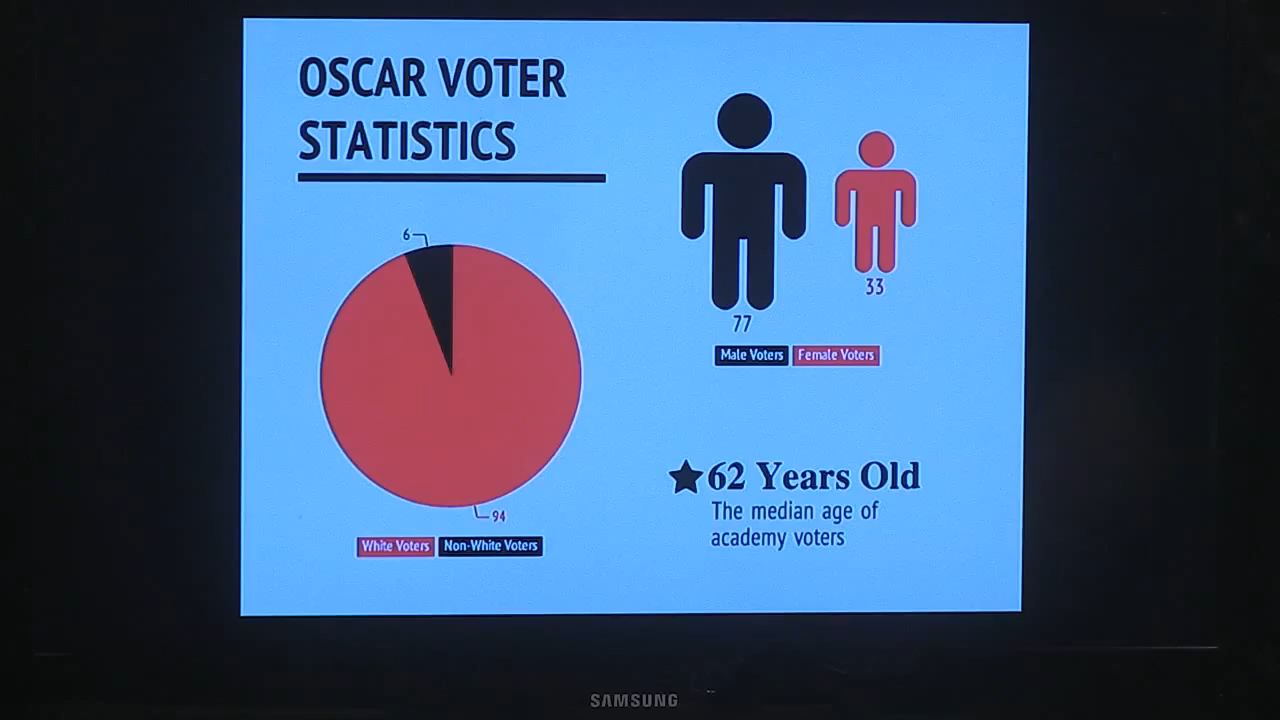 OSCAR VOTER
STATISTICS
6
94
White Voters
Non-White Voters
77
33
Male Voters
Female Voters
62 Years Old
The median age of
academy voters
SAMSUNG